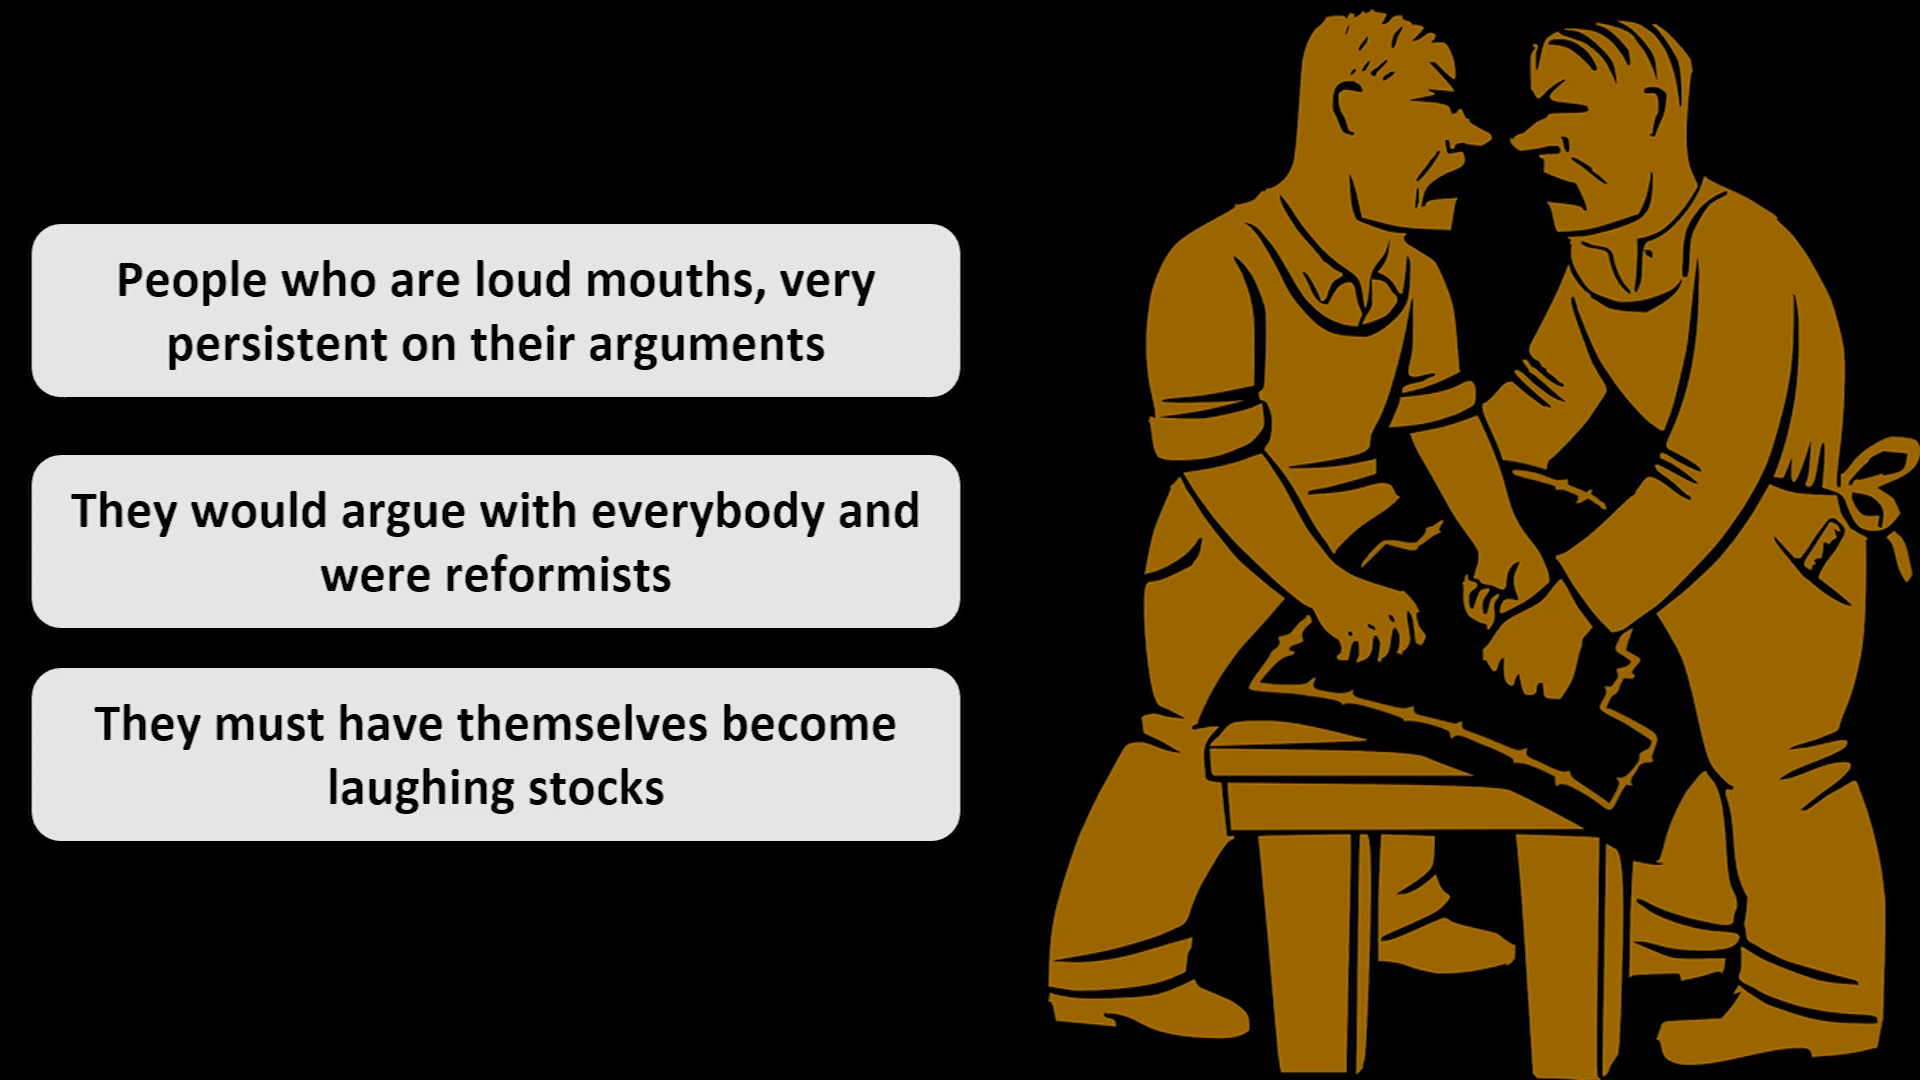 People who are loud mouths, very
persistent on their arguments
They would argue with everybody and
were reformists
They must have themselves become
laughing stocks